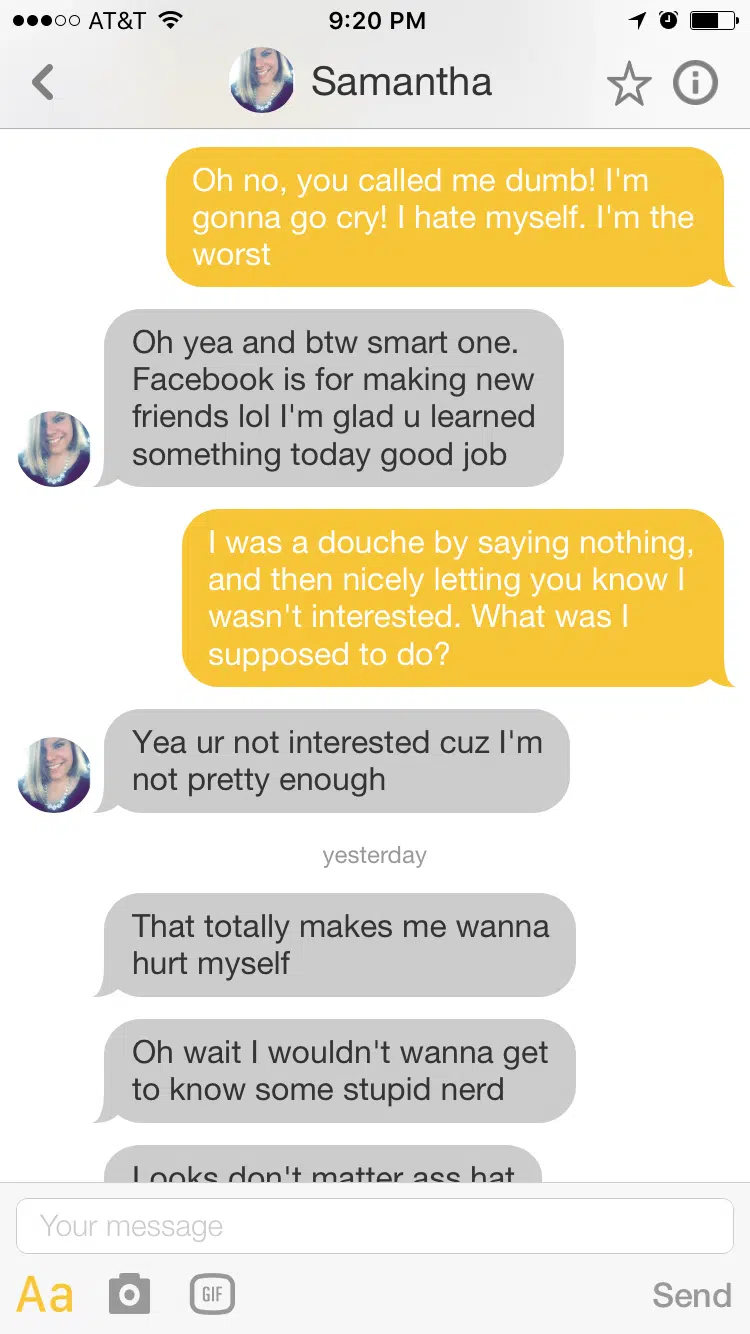 AT&T
9:20 PM
Samantha
Oh no, you called me dumb! I'm
gonna go cry! I hate myself. I'm the
worst
Oh yea and btw smart one.
Facebook is for making new
friends lol I'm glad u learned
something today good job
I was a douche by saying nothing,
and then nicely letting you know I
wasn't interested. What was I
supposed to do?
Yea ur not interested cuz I'm
not pretty enough
yesterday
That totally makes me wanna
hurt myself
Oh wait I wouldn't wanna get
to know some stupid nerd
Looks don't matter ass hat
Your message
Aa
GIF
Send